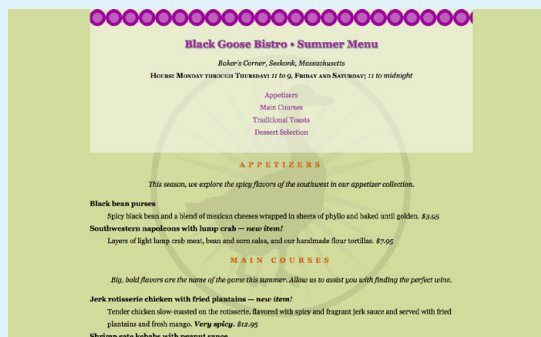 Black Goose Bistro • Summer Menu
Baker's Corner, Seekonk, Massachusetts
Hours: Monday through Thursday: 11 to 9, Friday and Saturday; 11 to midnight
Appetizers
Main Courses
Traditional Toasts
Dessert Selection
APPETIZERS
This season, we explore the spicy flavors of the southwest in our appetizer collection.
Black bean purses
Spicy black bean and a blend of mexican cheeses wrapped in sheets of phyllo and baked until golden. $3.95
Southwestern napoleons with lump crab — new item!
Layers of light lump crab meat, bean and corn salsa, and our handmade flour tortillas. $7.95
MAIN COURSES
Big, bold flavors are the name of the game this summer. Allow us to assist you with finding the perfect wine.
Jerk rotisserie chicken with fried plantains — new item!
Tender chicken slow-roasted on the rotisserie, flavored with spicy and fragrant jerk sauce and served with fried
plantains and fresh mango. Very spicy. $12.95
Shrimp sate kebabs with peanut sauce